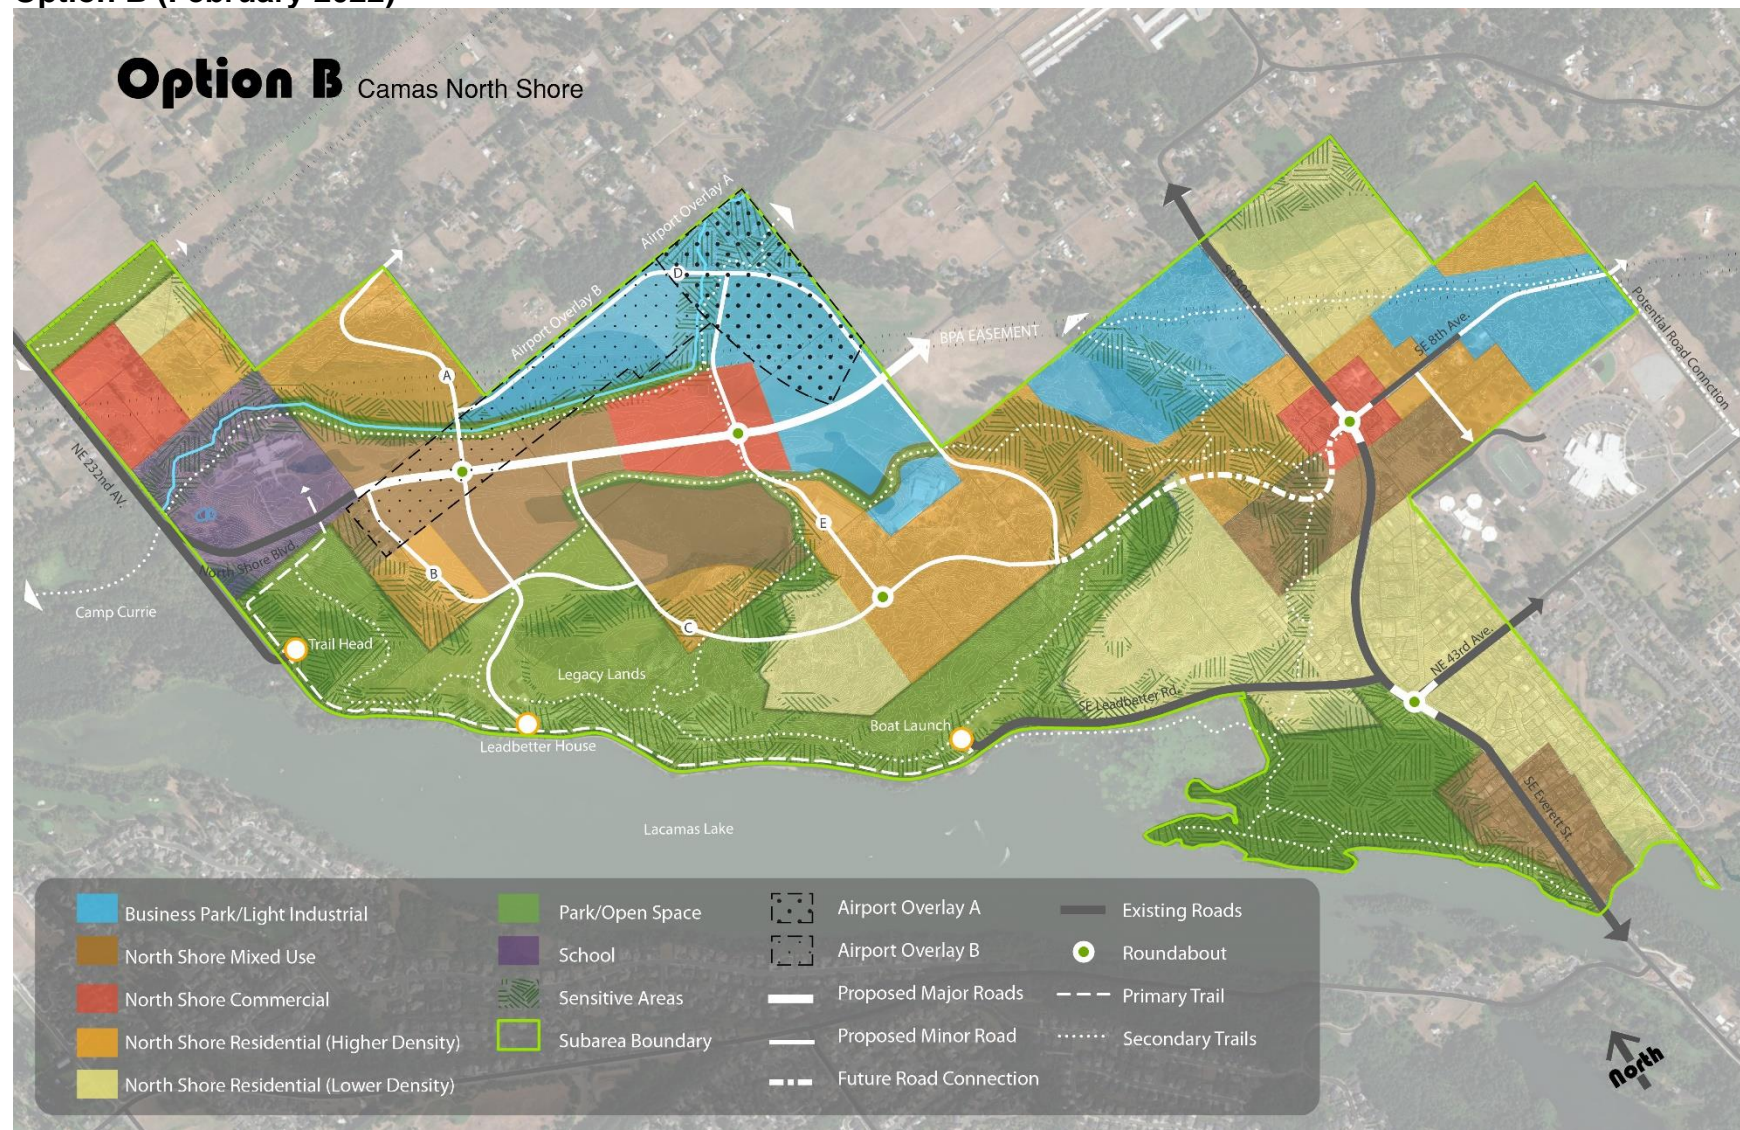 Option B Camas North Shore
Airport Overlay A
D
Airport Overlay B
BPA EASEMENT
SE 8th Ave.
Potential Road Connction
A
NE 232nd AV.
E
North Shore Blvd.
B
Camp Currie
Trail Head
C
Legacy Lands
NE 43rd Ave.
SE Leadbetter Rd.
Boat Launch
Leadbetter House
SE Everett St.
Lacamas Lake
Business Park/Light Industrial
North Shore Mixed Use
North Shore Commercial
North Shore Residential (Higher Density)
North Shore Residential (Lower Density)
Park/Open Space
School
Sensitive Areas
Subarea Boundary
Airport Overlay A
Airport Overlay B
Proposed Major Roads
Proposed Minor Road
Future Road Connection
Existing Roads
Roundabout
Primary Trail
Secondary Trails
North